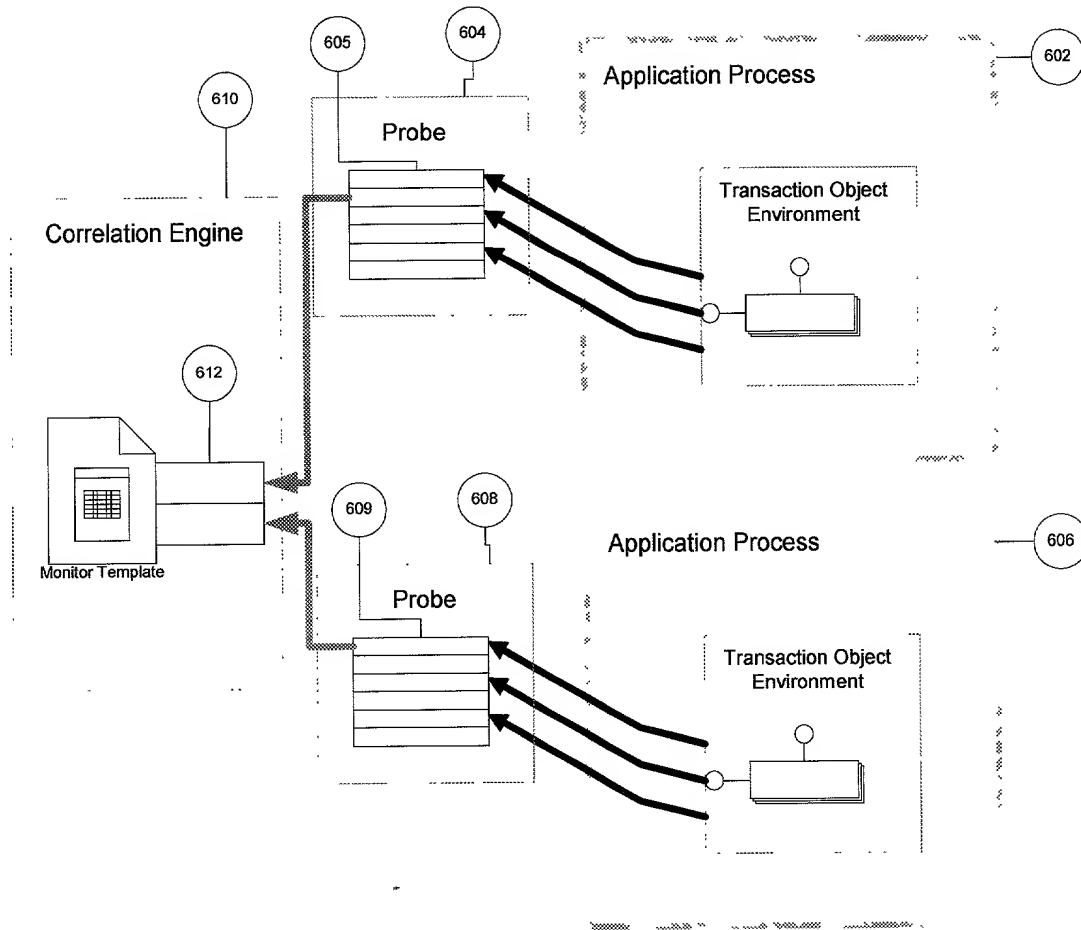 605
604
602
Application Process
610
Probe
Transaction Object
Environment
Correlation Engine
612
609
608
606
Application Process
Monitor Template
Probe
Transaction Object
Environment